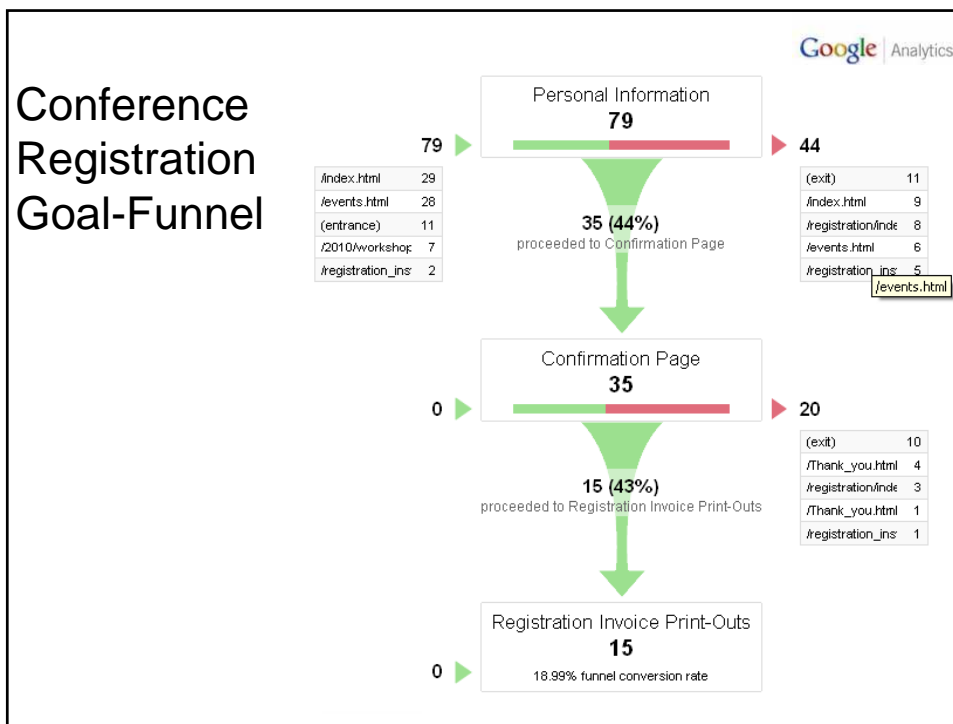 Google Analytics
Conference
Registration
Goal-Funnel
Personal Information
79
79
44
/index.html 29
/events.html 28
(entrance) 11
/2010/workshop 7
/registration_ins 2
35 (44%)
proceeded to Confirmation Page
(exit) 11
/index.html 9
/registration/inde 8
/events.html 6
/registration_ins 5
/events.html
Confirmation Page
35
0
20
15 (43%)
proceeded to Registration Invoice Print-Outs
(exit) 10
/Thank_you.html 4
/registration/inde 3
/Thank_you.html 1
/registration_ins 1
Registration Invoice Print-Outs
15
18.99% funnel conversion rate
0